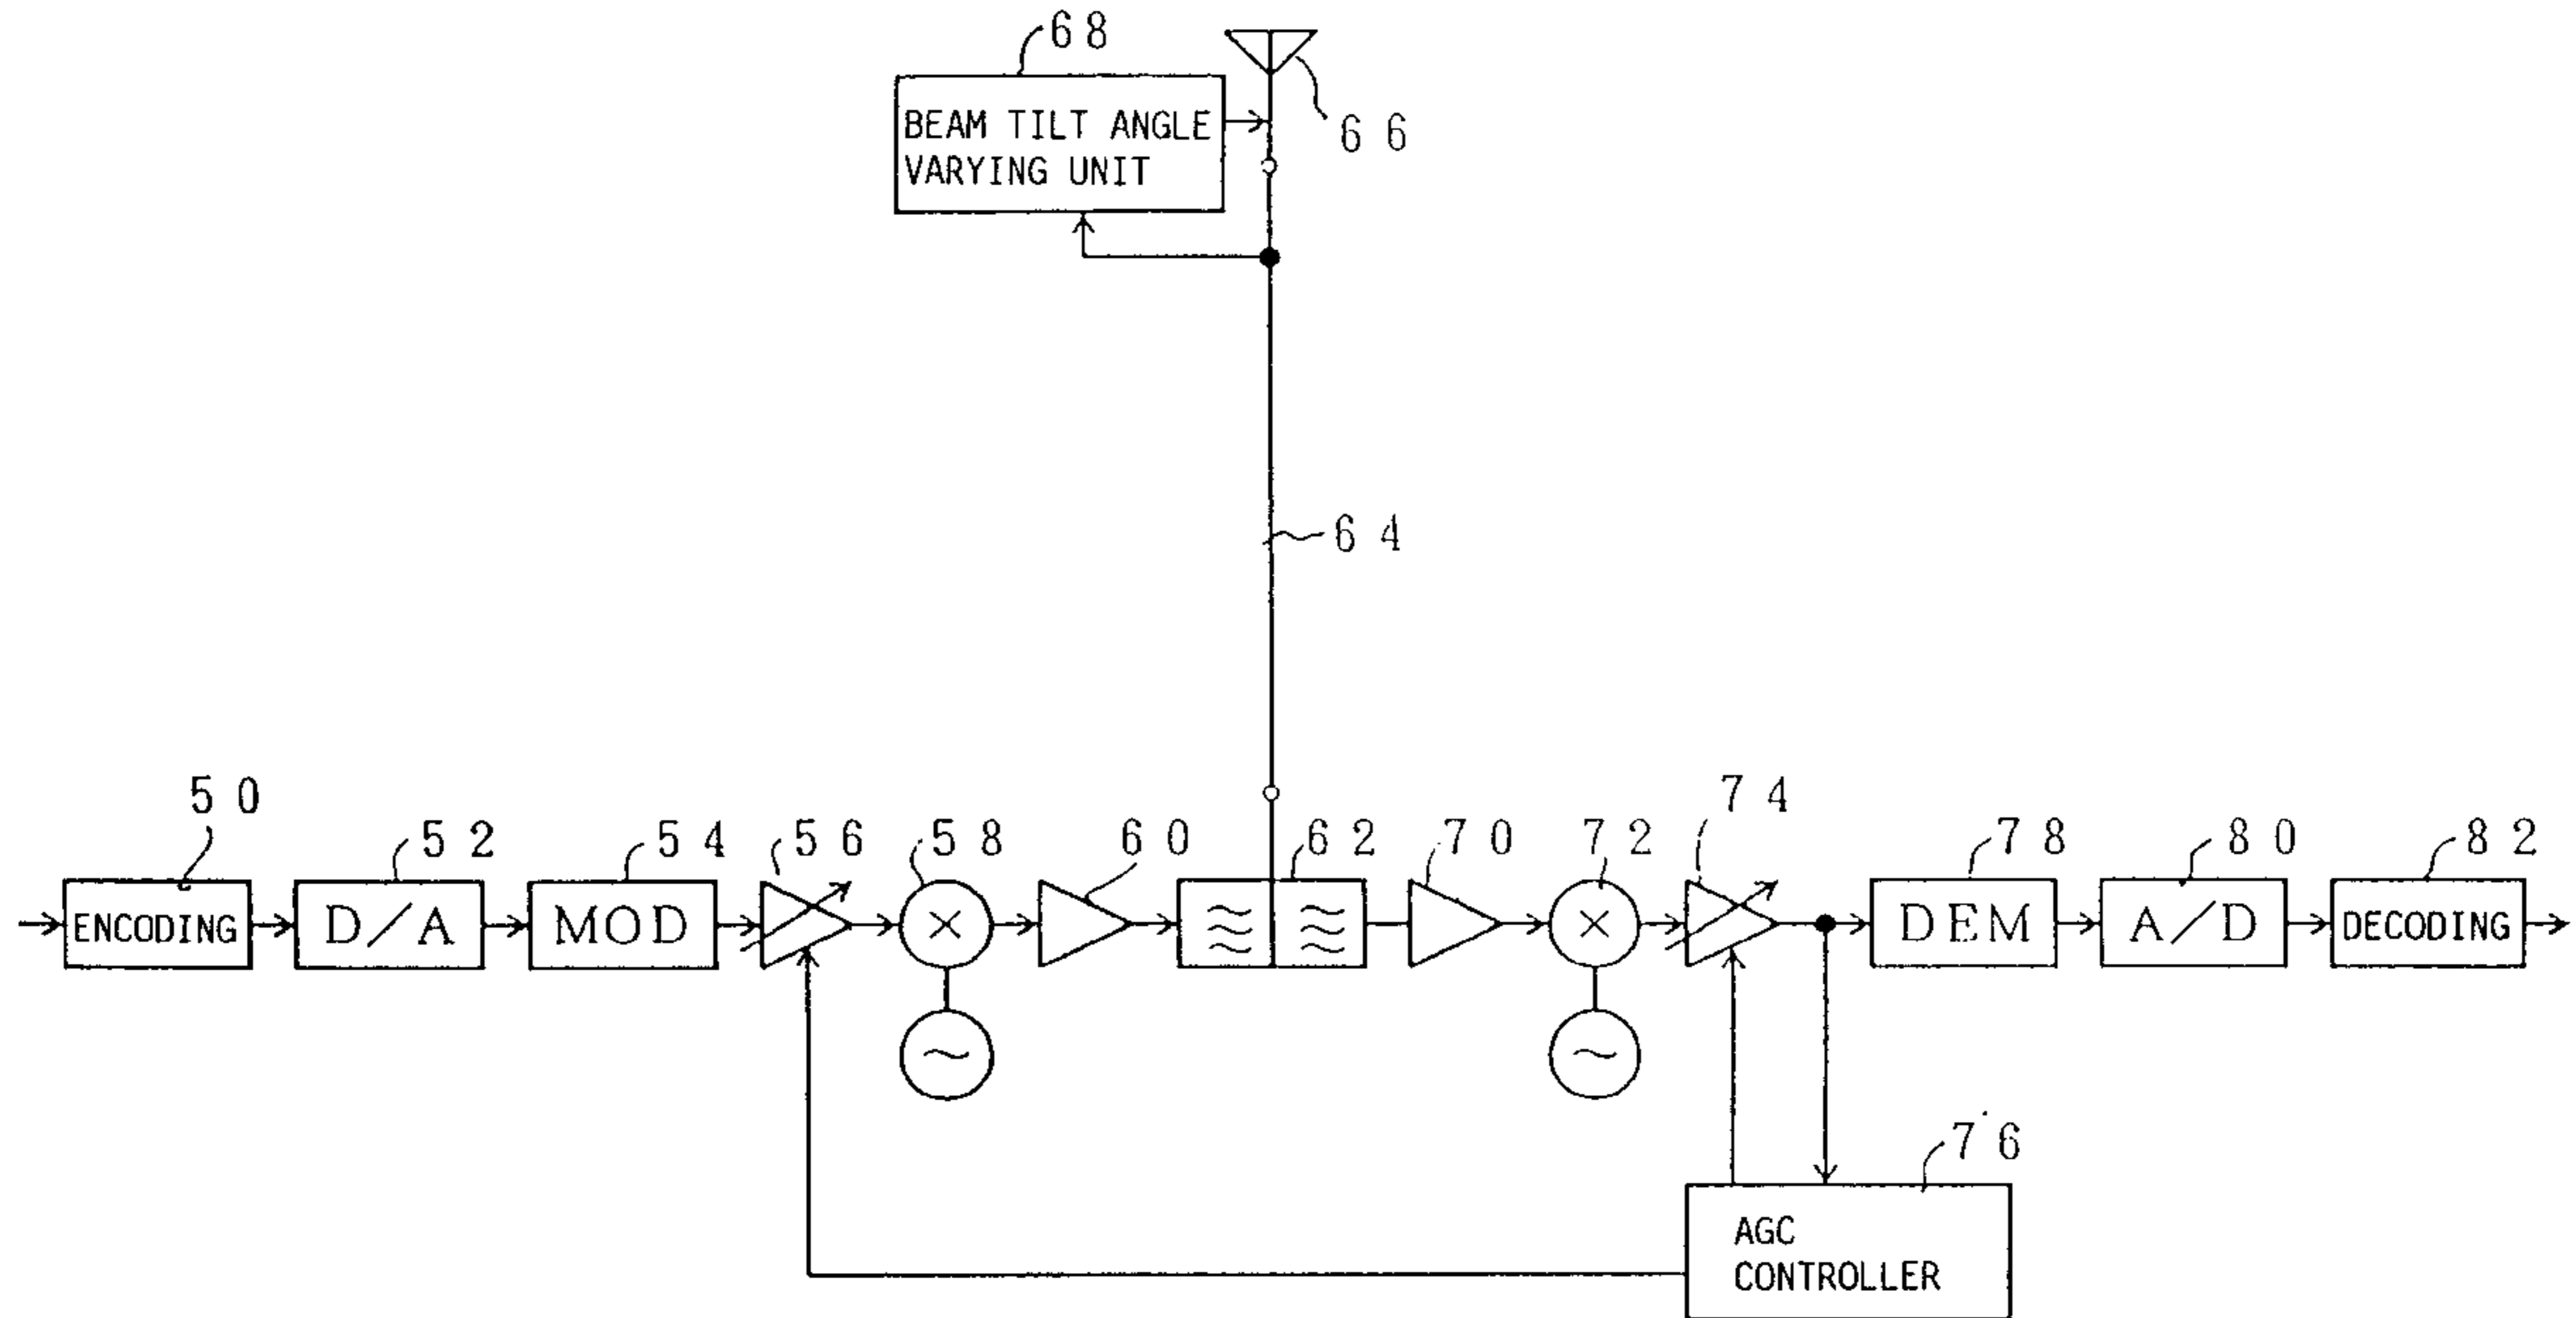 68
BEAM TILT ANGLE
VARYING UNIT
66
64
50
52
54
56
58
60
62
70
72
74
78
80
82
ENCODING
D/A
MOD
DEM
A/D
DECODING
76
AGC
CONTROLLER